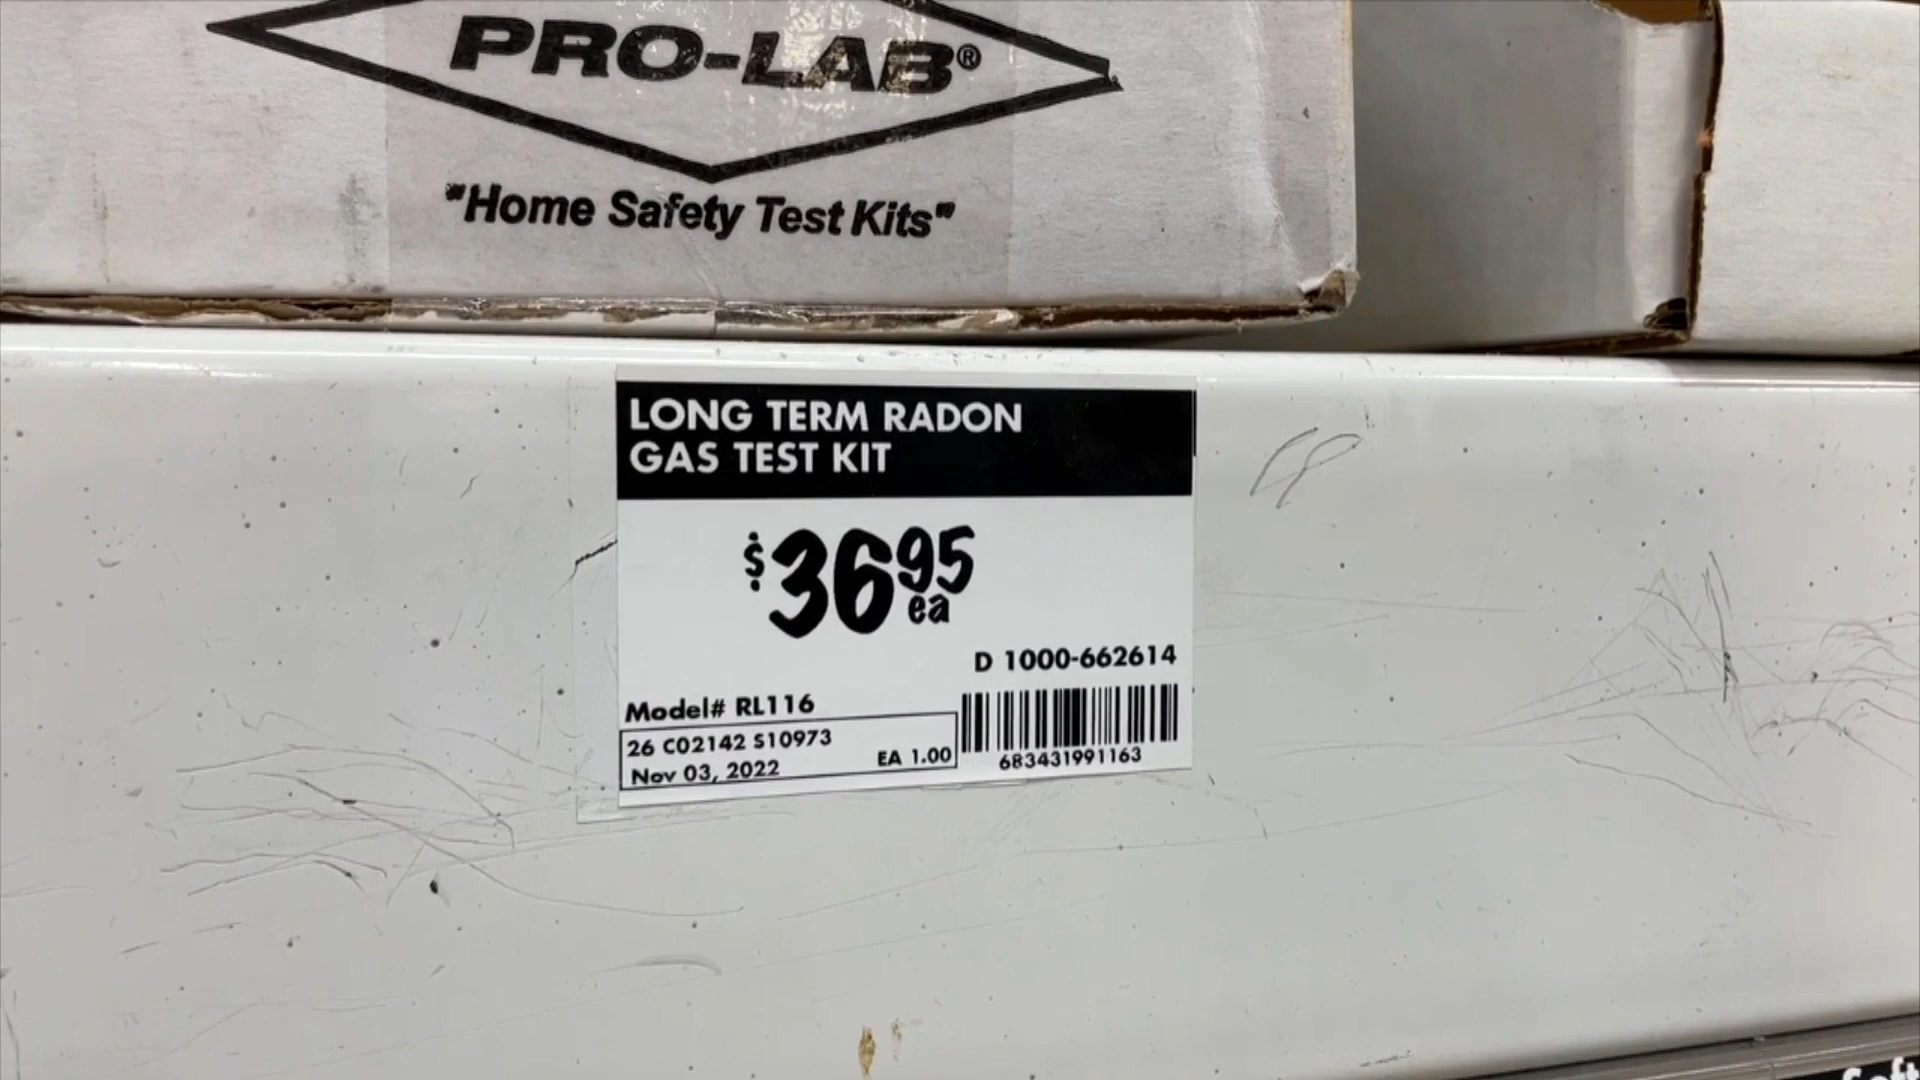 PRO-LAB®
"Home Safety Test Kits"
LONG TERM RADON
GAS TEST KIT
$3695
ea
D 1000-662614
Model# RL116
26 C02142 S10973
Nov 03, 2022
EA 1.00
683431991163